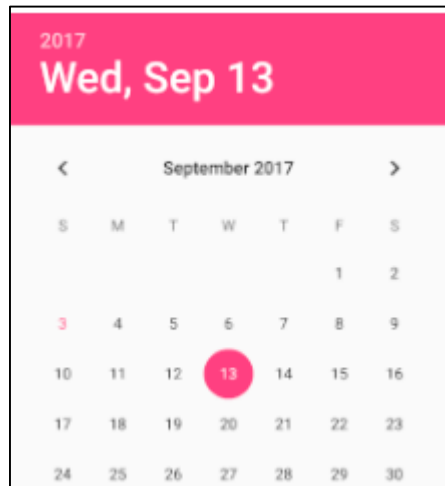 2017
Wed, Sep 13
September 2017
S M T W T F S
1 2
3 4 5 6 7 8 9
10 11 12 13 14 15 16
17 18 19 20 21 22 23
24 25 26 27 28 29 30